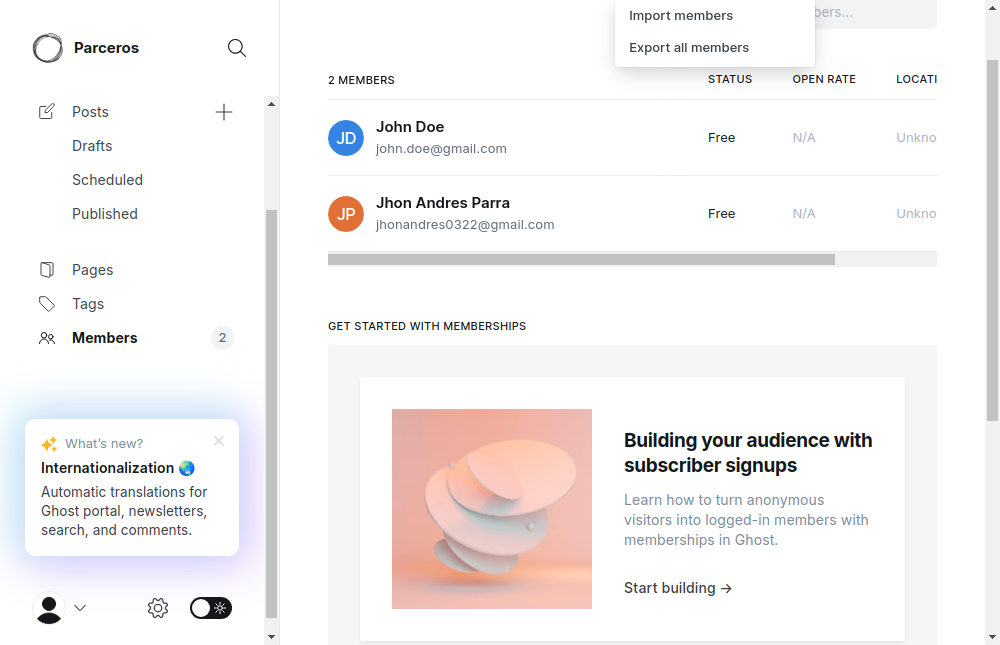 Parceros
Posts
Drafts
Scheduled
Published
Pages
Tags
Members 2
What's new?
Internationalization 🌏
Automatic translations for
Ghost portal, newsletters,
search, and comments.
Import members
Export all members
2 MEMBERS STATUS OPEN RATE LOCATI
JD John Doe
john.doe@gmail.com
Free N/A Unkno
JP Jhon Andres Parra
jhonandres0322@gmail.com
Free N/A Unkno
GET STARTED WITH MEMBERSHIPS
Building your audience with
subscriber signups
Learn how to turn anonymous
visitors into logged-in members with
memberships in Ghost.
Start building →